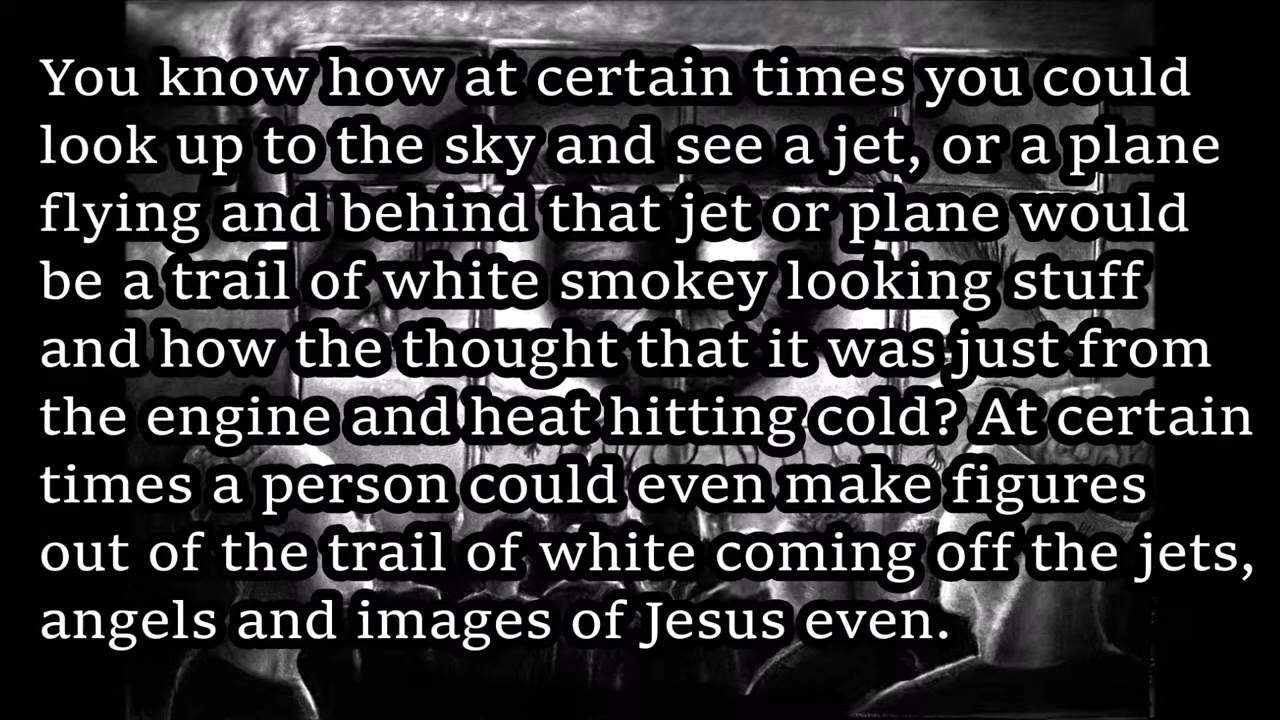 You know how at certain times you could
look up to the sky and see a jet, or a plane
flying and behind that jet or plane would
be a trail of white smokey looking stuff
and how the thought that it was just from
the engine and heat hitting cold? At certain
times a person could even make figures
out of the trail of white coming off the jets,
angels and images of Jesus even.